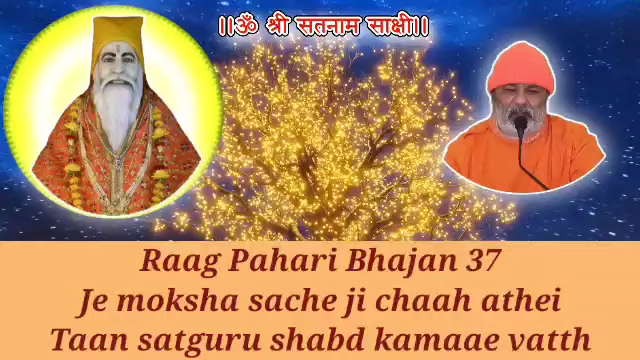 ||ॐ श्री सतनाम साक्षी||
Raag Pahari Bhajan 37
Je moksha sache ji chaah athei
Taan satguru shabd kamaae vatth